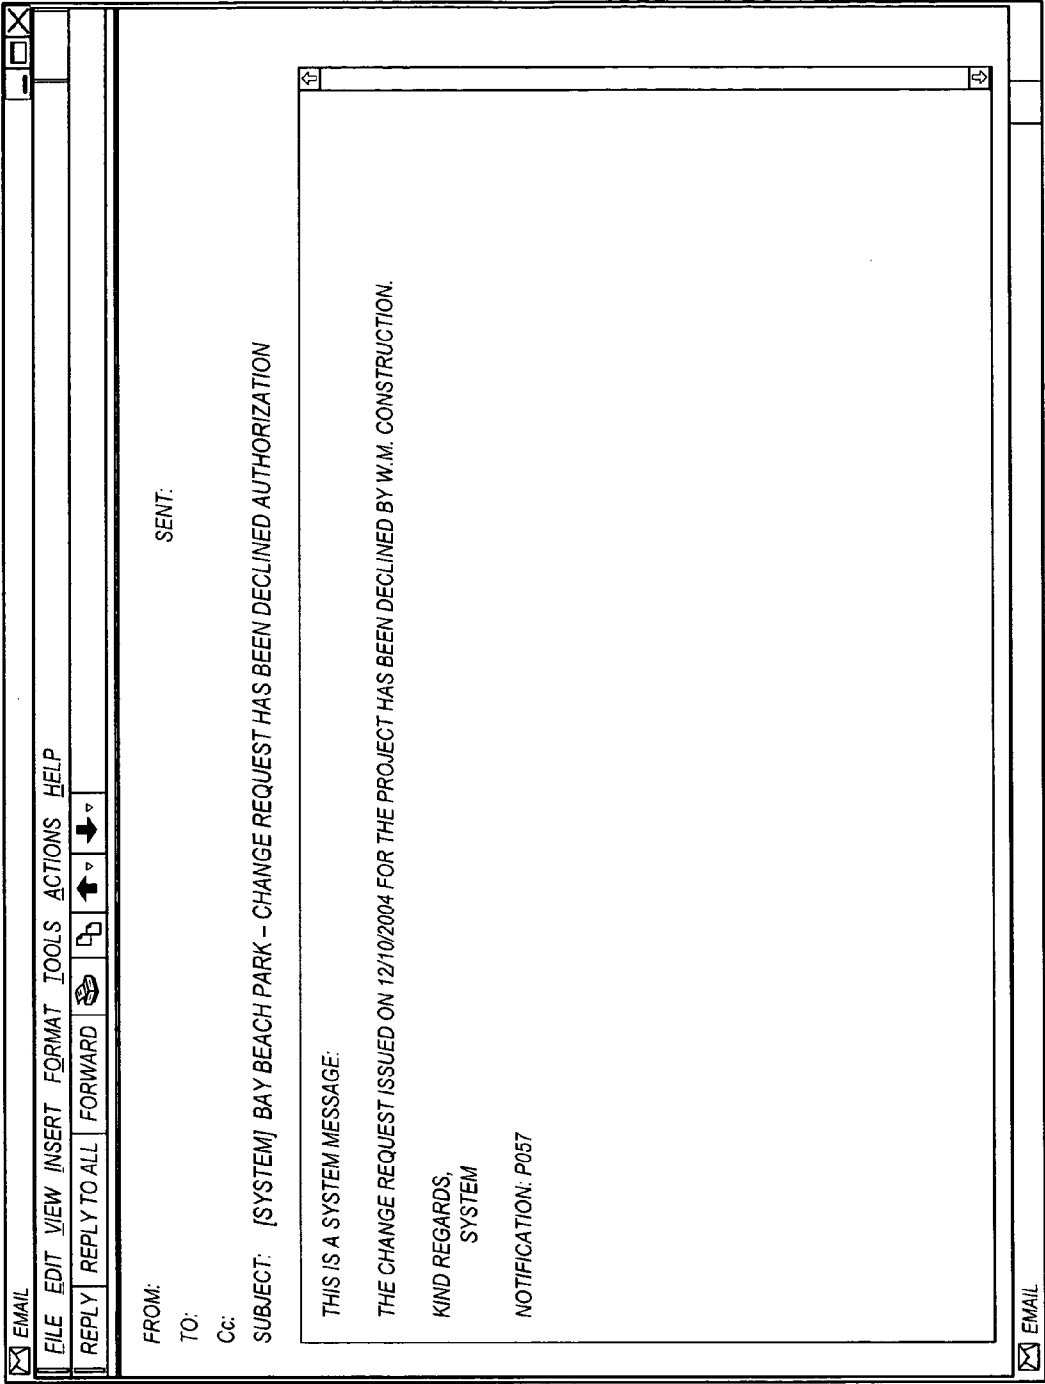 EMAIL
FILE EDIT VIEW INSERT FORMAT TOOLS ACTIONS HELP
REPLY REPLY TO ALL FORWARD
FROM:
SENT:
TO:
Cc:
SUBJECT: [SYSTEM] BAY BEACH PARK – CHANGE REQUEST HAS BEEN DECLINED AUTHORIZATION
THIS IS A SYSTEM MESSAGE:
THE CHANGE REQUEST ISSUED ON 12/10/2004 FOR THE PROJECT HAS BEEN DECLINED BY W.M. CONSTRUCTION.
KIND REGARDS,
SYSTEM
NOTIFICATION: P057
EMAIL